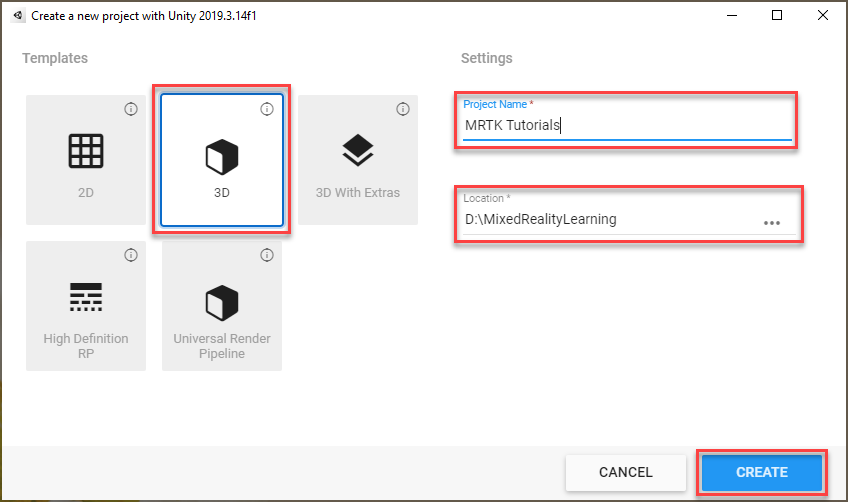 Create a new project with Unity 2019.3.14f1
Templates
Settings
2D
3D
3D With Extras
High Definition
RP
Universal Render
Pipeline
Project Name *
MRTK Tutorials
Location *
D:\MixedRealityLearning
CANCEL
CREATE